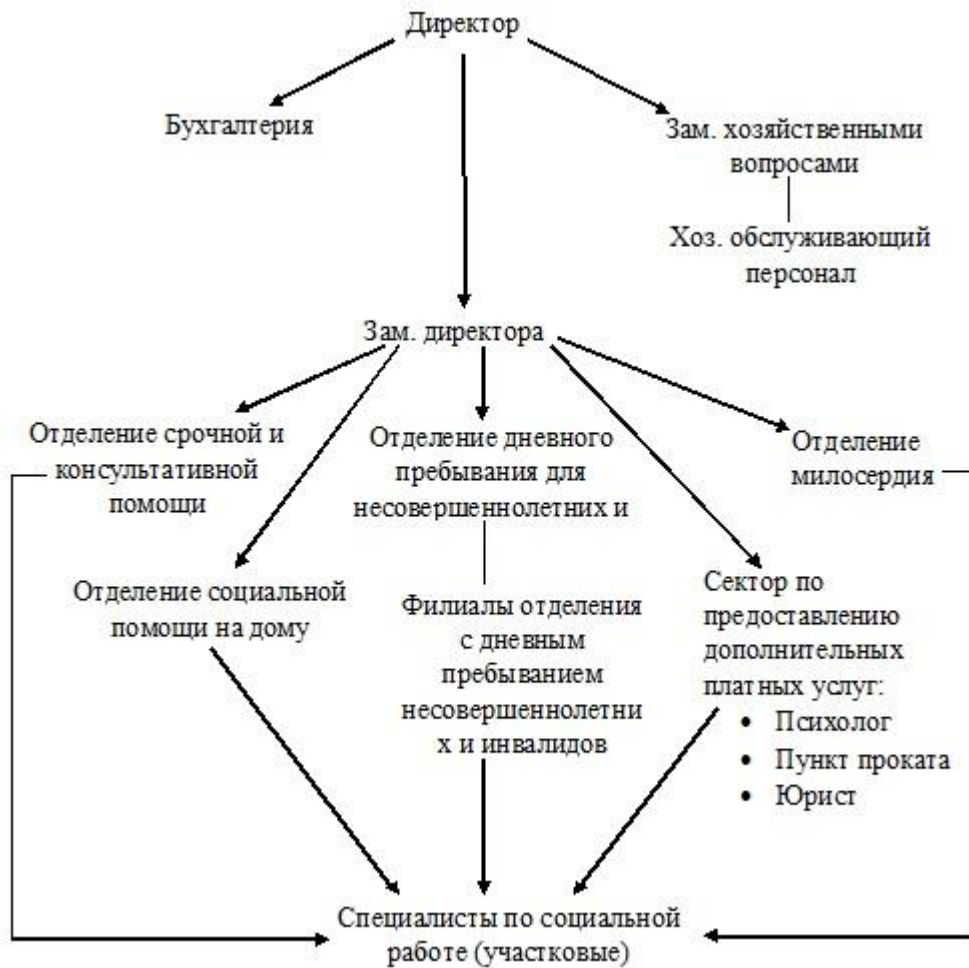 Директор
Бухгалтерия
Зам. хозяйственными
вопросами
Хоз. обслуживающий
персонал
Зам. директора
Отделение срочной и
консультативной
помощи
Отделение дневного
пребывания для
несовершеннолетних и
Отделение
милосердия
Отделение социальной
помощи на дому
Филиалы отделения
с дневным
пребыванием
несовершеннолетни
х и инвалидов
Сектор по
предоставлению
дополнительных
платных услуг:
• Психолог
• Пункт проката
• Юрист
Специалисты по социальной
работе (участковые)